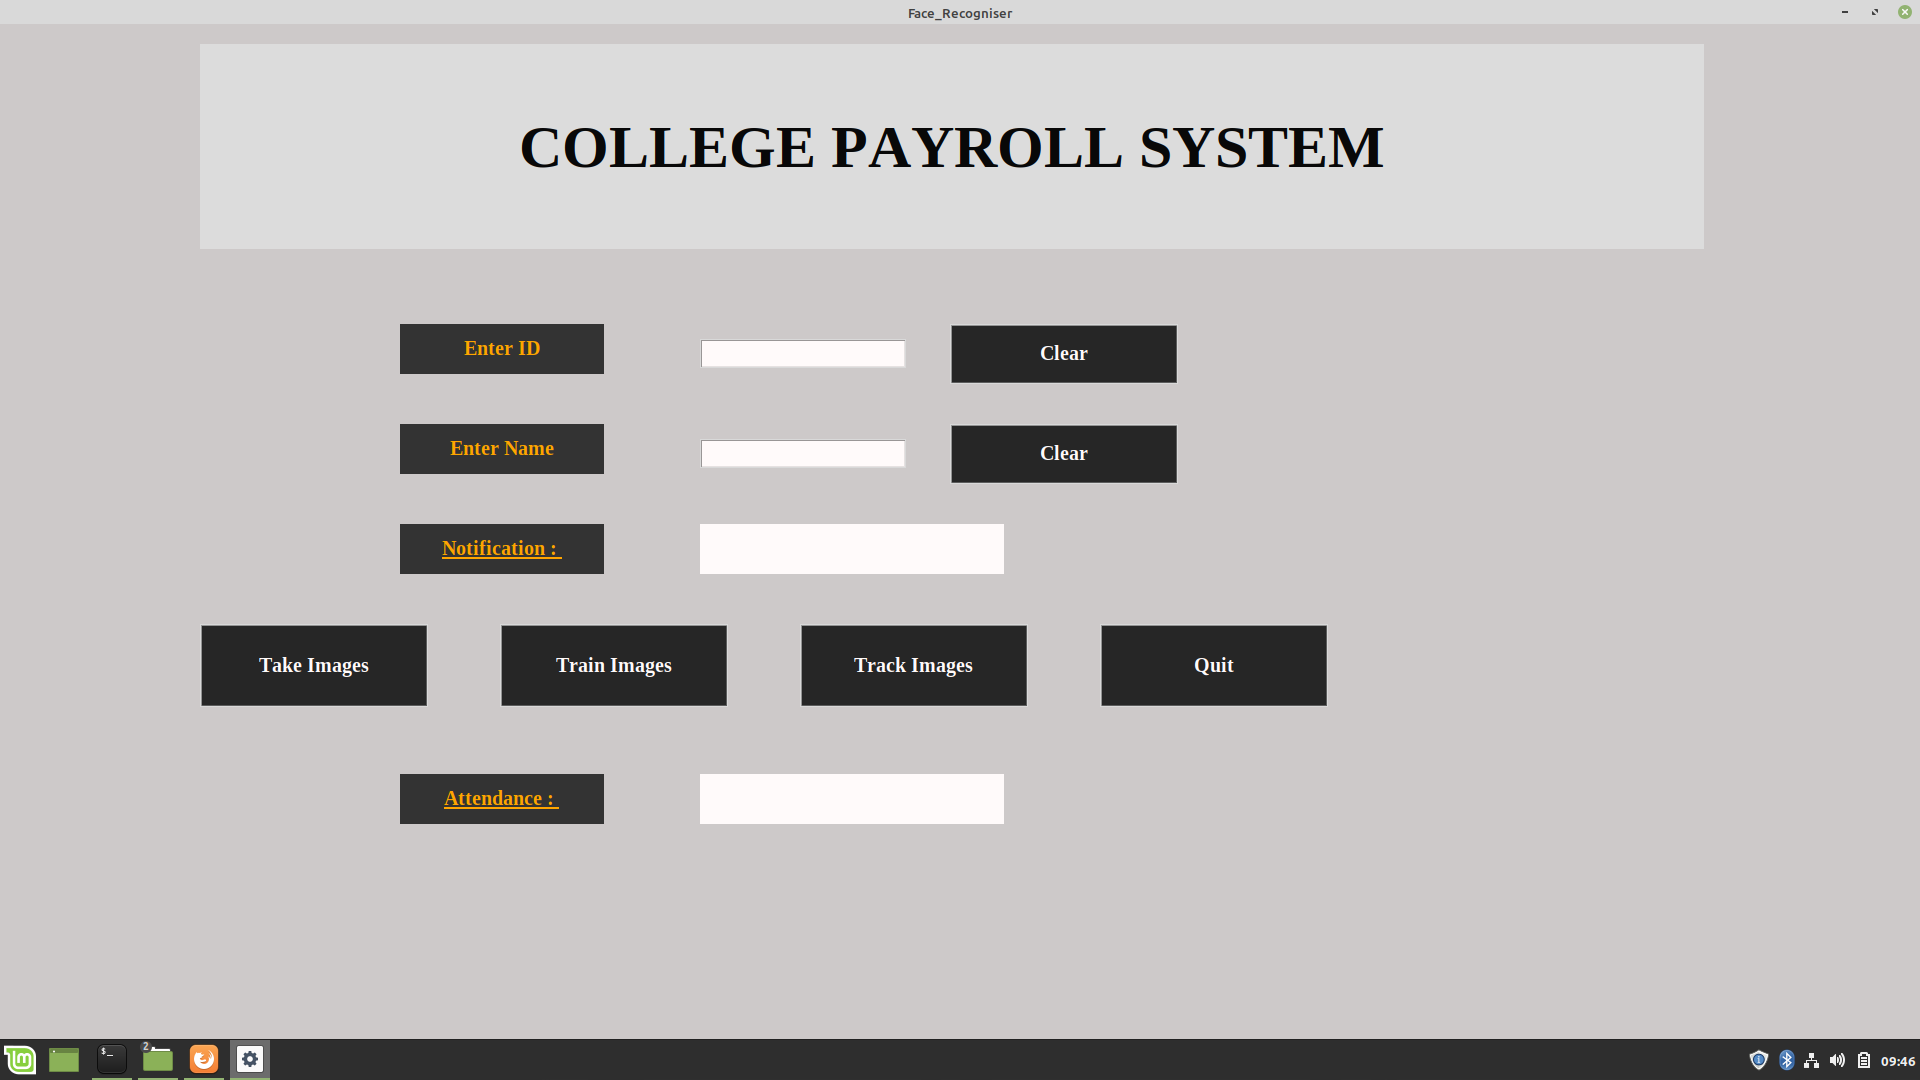 Face_Recogniser
COLLEGE PAYROLL SYSTEM
Enter ID
Clear
Enter Name
Clear
Notification :
Take Images
Train Images
Track Images
Quit
Attendance :
$_
2
09:46